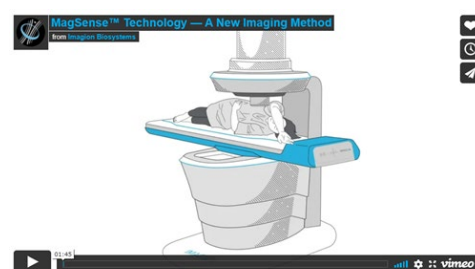 MagSense™ Technology — A New Imaging Method
from Imagion Biosystems
01:45
vimeo